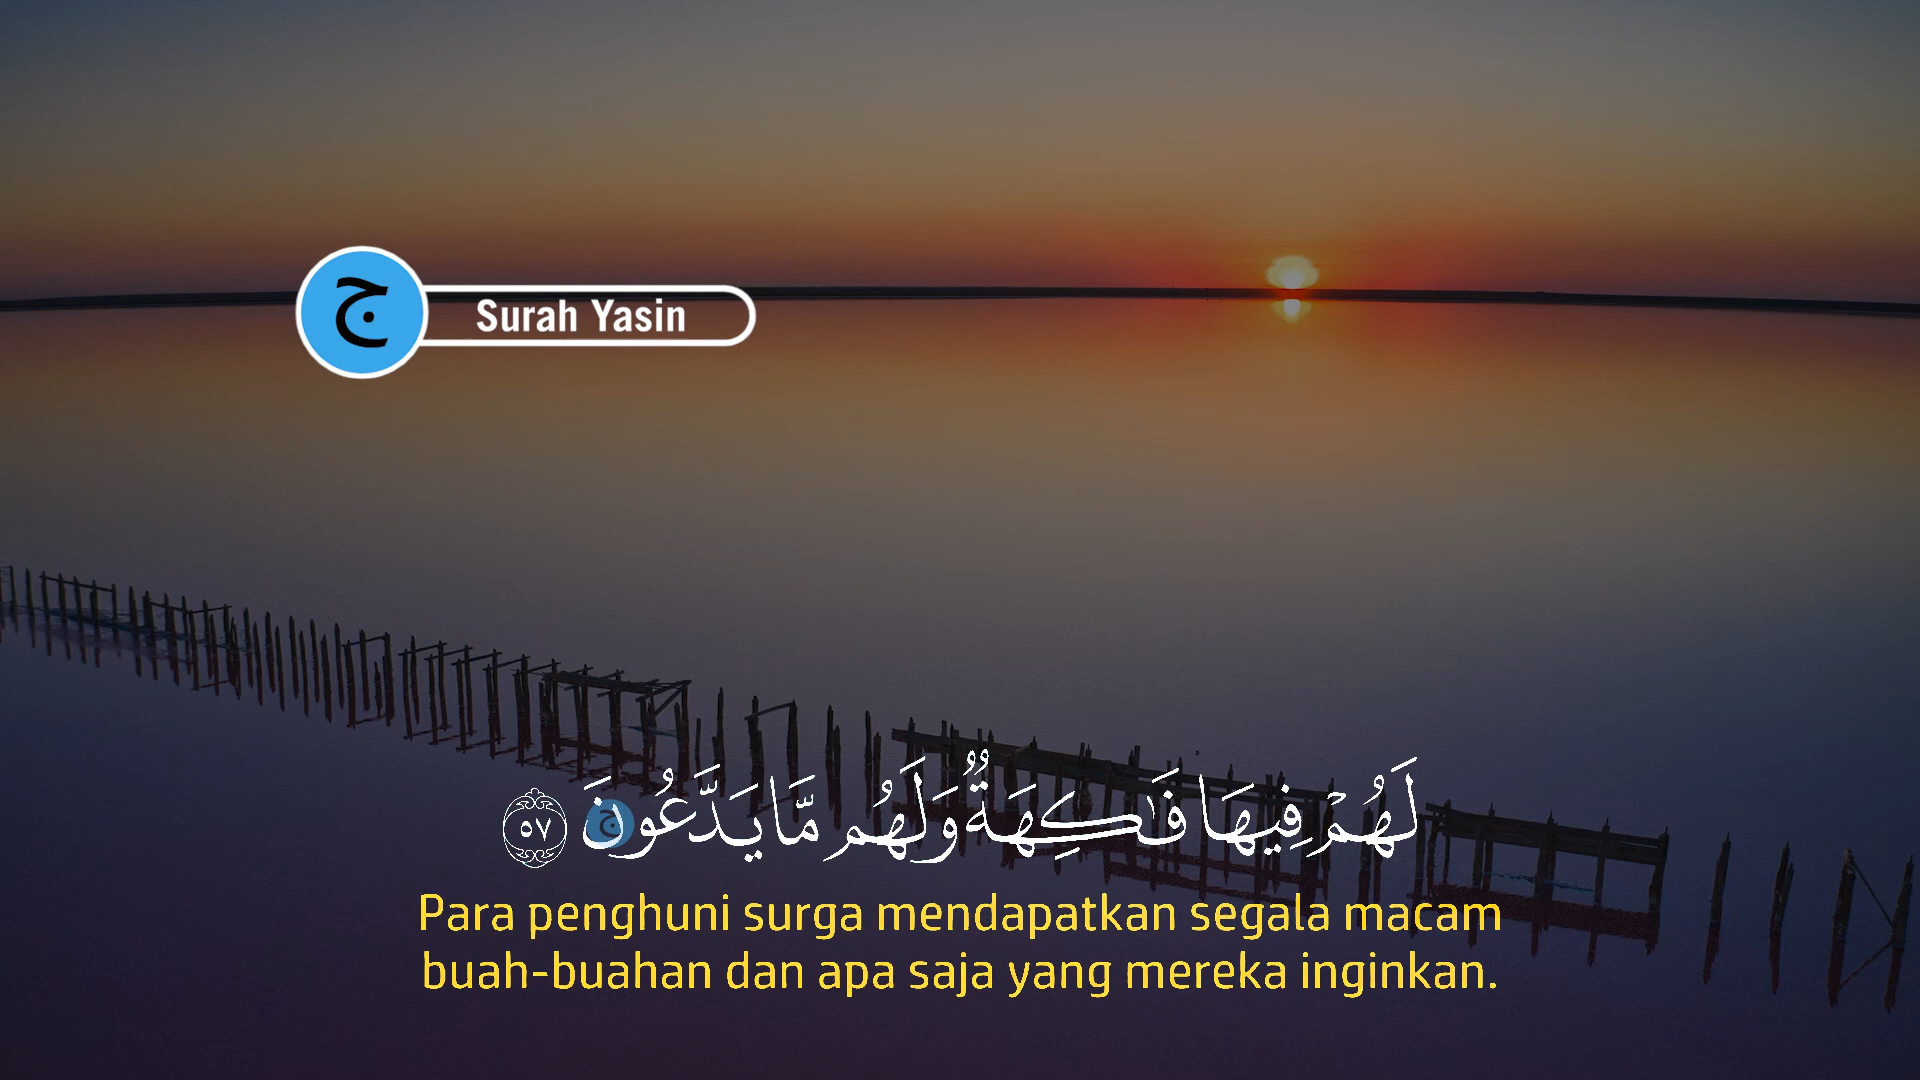 ج
Surah Yasin
لَهُمْ فِيهَا فَٰكِهَةٌ وَلَهُم مَّا يَدَّعُونَ ٥٧
ج
Para penghuni surga mendapatkan segala macam
buah-buahan dan apa saja yang mereka inginkan.